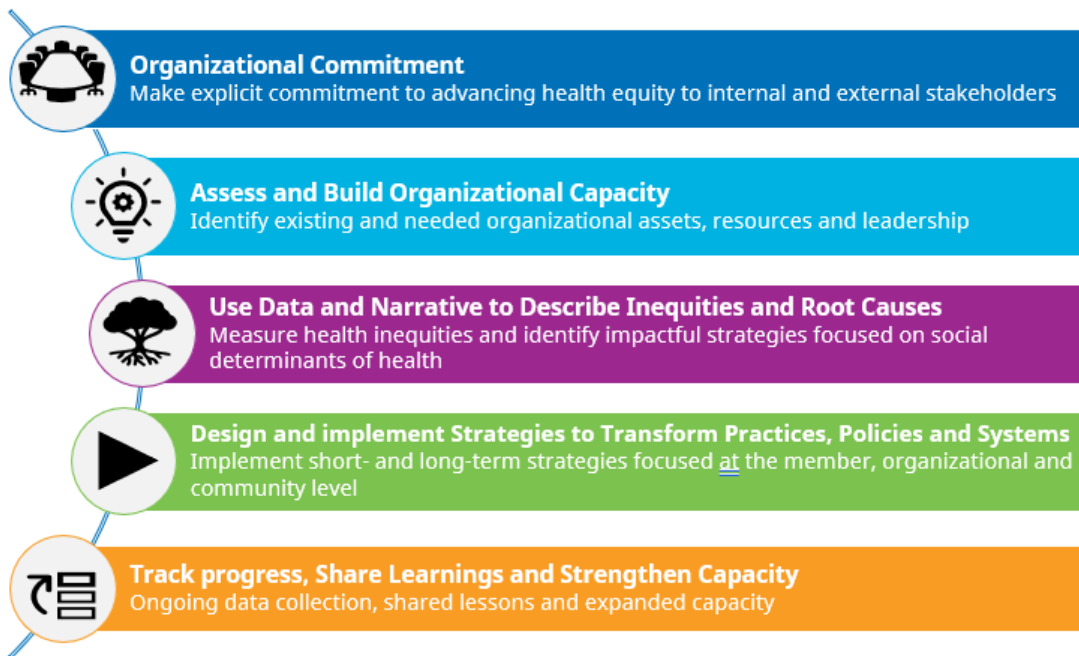 Organizational Commitment
Make explicit commitment to advancing health equity to internal and external stakeholders
Assess and Build Organizational Capacity
Identify existing and needed organizational assets, resources and leadership
Use Data and Narrative to Describe Inequities and Root Causes
Measure health inequities and identify impactful strategies focused on social
determinants of health
Design and implement Strategies to Transform Practices, Policies and Systems
Implement short- and long-term strategies focused at the member, organizational and
community level
Track progress, Share Learnings and Strengthen Capacity
Ongoing data collection, shared lessons and expanded capacity